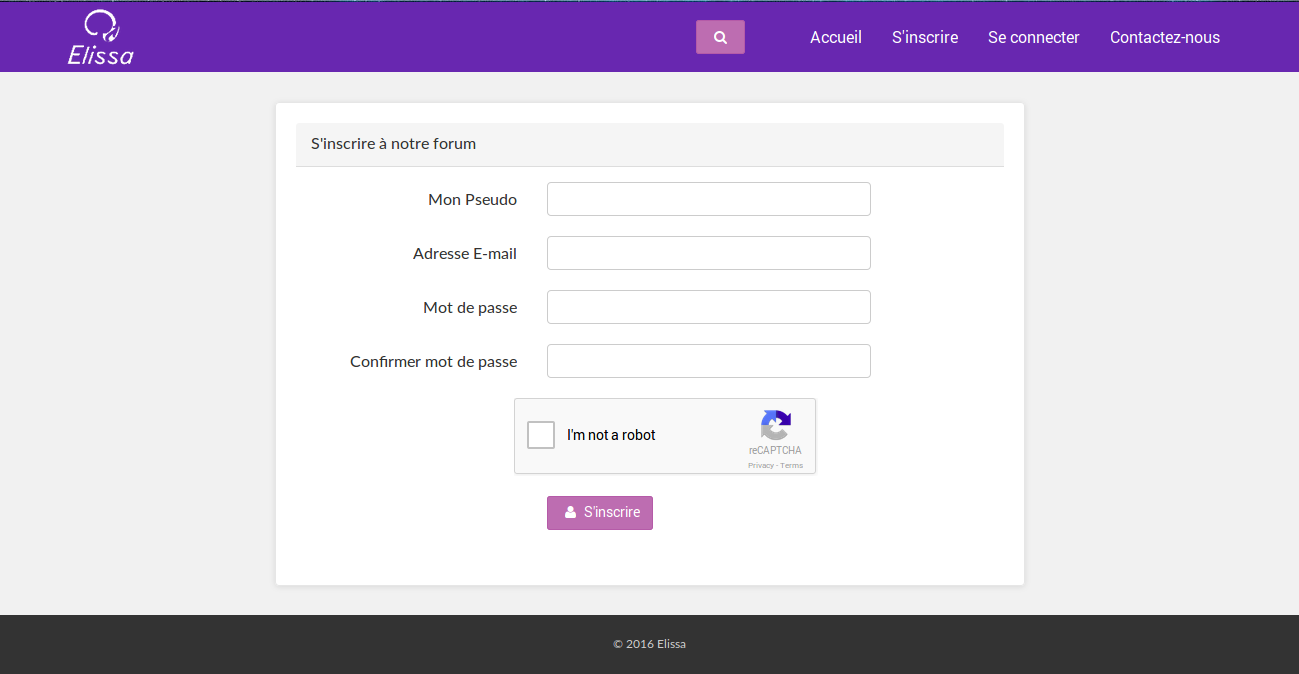 Elissa
Accueil S'inscrire Se connecter Contactez-nous
S'inscrire à notre forum
Mon Pseudo
Adresse E-mail
Mot de passe
Confirmer mot de passe
I'm not a robot
reCAPTCHA
Privacy - Terms
S'inscrire
© 2016 Elissa